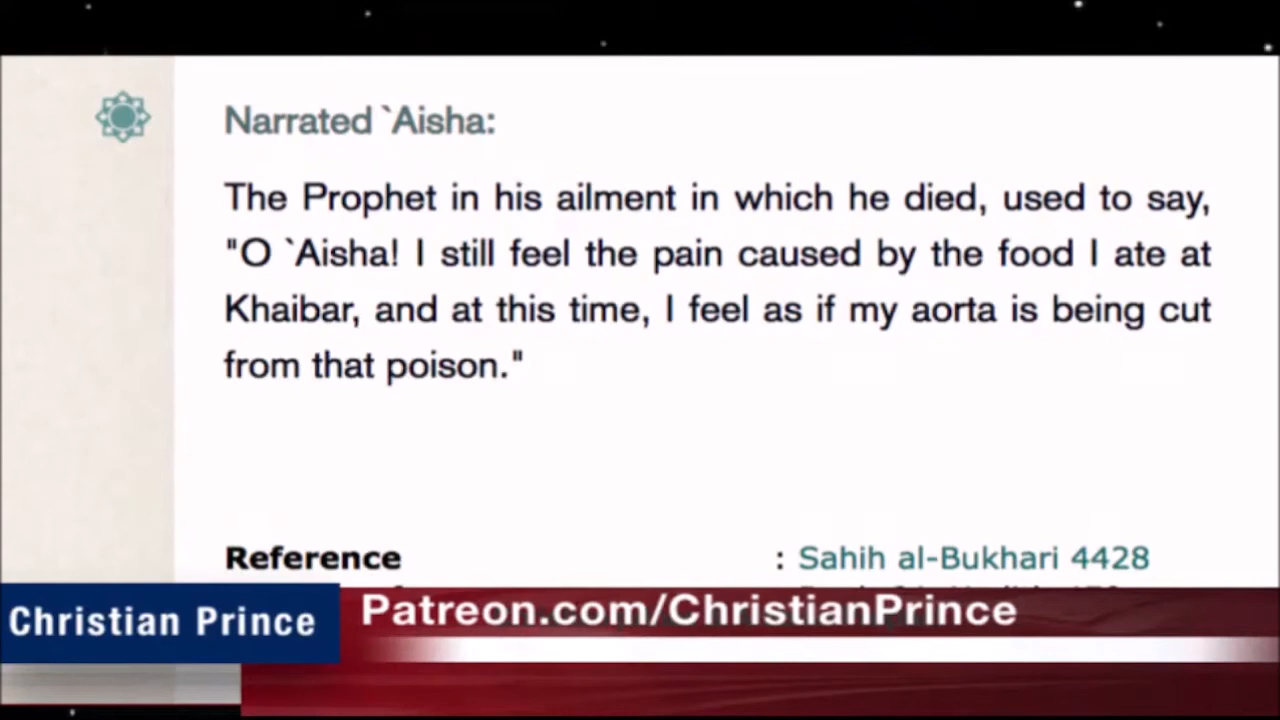 Narrated `Aisha:
The Prophet in his ailment in which he died, used to say,
"O `Aisha! I still feel the pain caused by the food I ate at
Khaibar, and at this time, I feel as if my aorta is being cut
from that poison."
Reference : Sahih al-Bukhari 4428
Christian Prince
Patreon.com/ChristianPrince